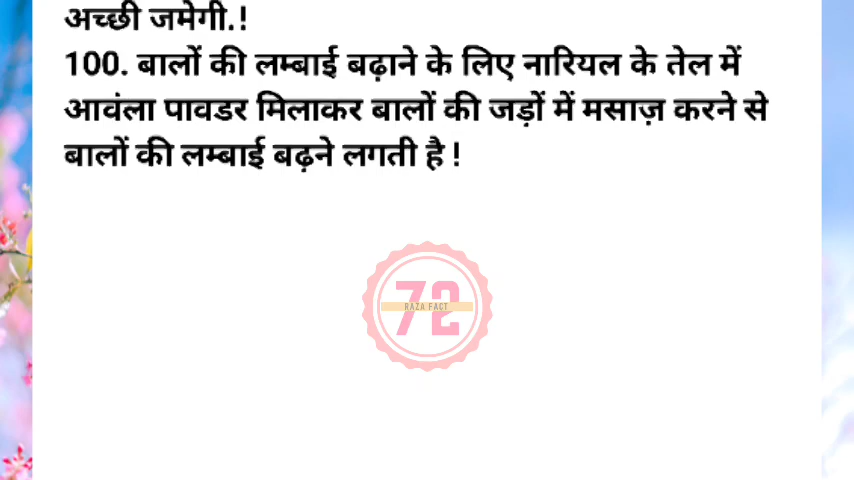 अच्छी जमेगी.!
100. बालों की लम्बाई बढ़ाने के लिए नारियल के तेल में
आवंला पावडर मिलाकर बालों की जड़ों में मसाज़ करने से
बालों की लम्बाई बढ़ने लगती है !
72
RAZA FACT